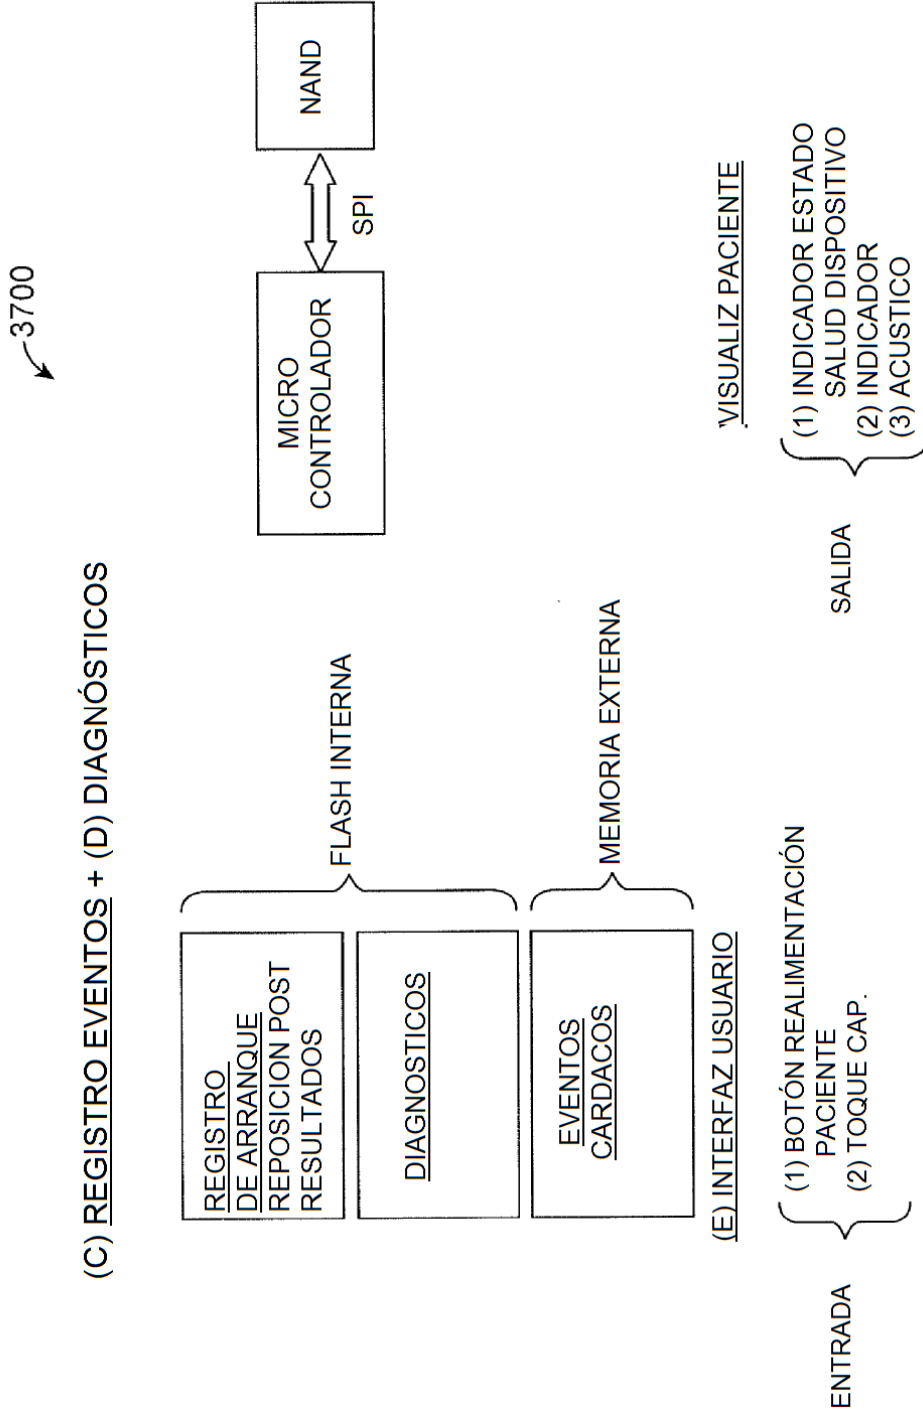 3700
(C) REGISTRO EVENTOS + (D) DIAGNÓSTICOS
REGISTRO
DE ARRANQUE
REPOSICION POST
RESULTADOS
DIAGNOSTICOS
FLASH INTERNA
EVENTOS
CARDACOS
MEMORIA EXTERNA
MICRO
CONTROLADOR
SPI
NAND
(E) INTERFAZ USUARIO
ENTRADA
(1) BOTÓN REALIMENTACIÓN
PACIENTE
(2) TOQUE CAP.
VISUALIZ PACIENTE
SALIDA
(1) INDICADOR ESTADO
SALUD DISPOSITIVO
(2) INDICADOR
(3) ACUSTICO